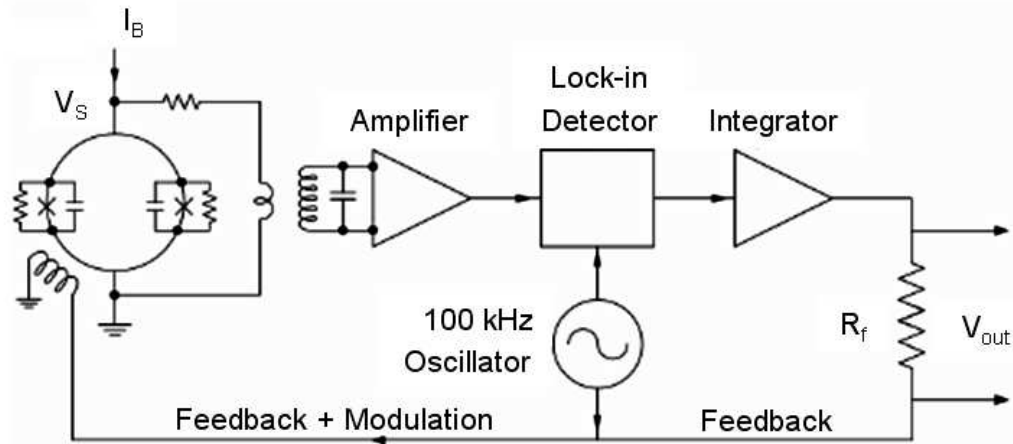 I_B
V_S
Amplifier
Lock-in
Detector
Integrator
100 kHz
Oscillator
R_f
V_out
Feedback + Modulation
Feedback